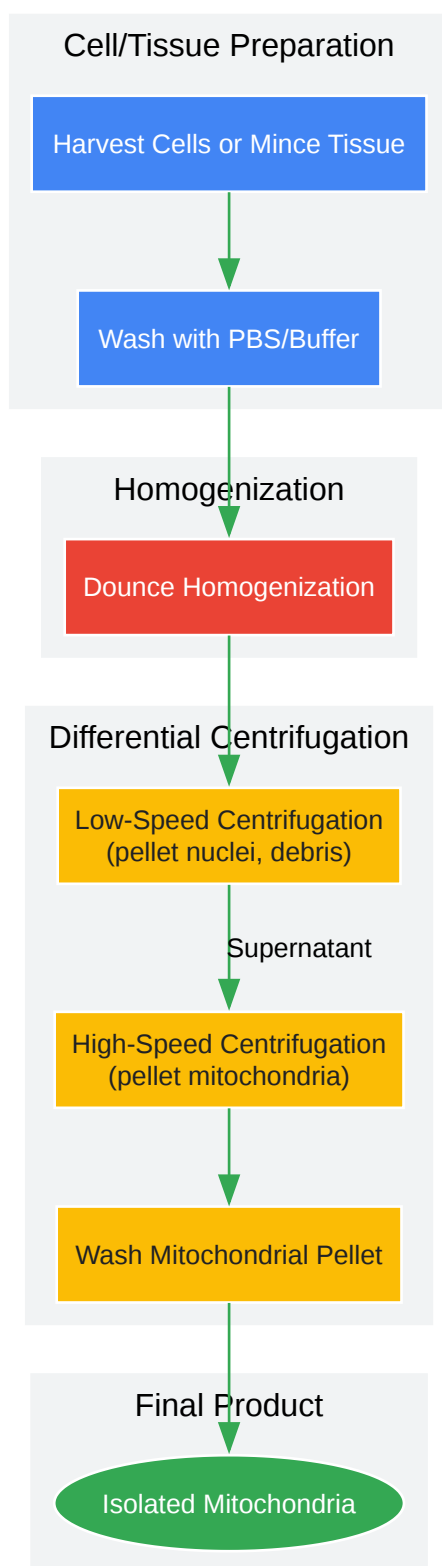 Cell/Tissue Preparation
Harvest Cells or Mince Tissue
Wash with PBS/Buffer
Homogenization
Dounce Homogenization
Differential Centrifugation
Low-Speed Centrifugation
(pellet nuclei, debris)
Supernatant
High-Speed Centrifugation
(pellet mitochondria)
Wash Mitochondrial Pellet
Final Product
Isolated Mitochondria